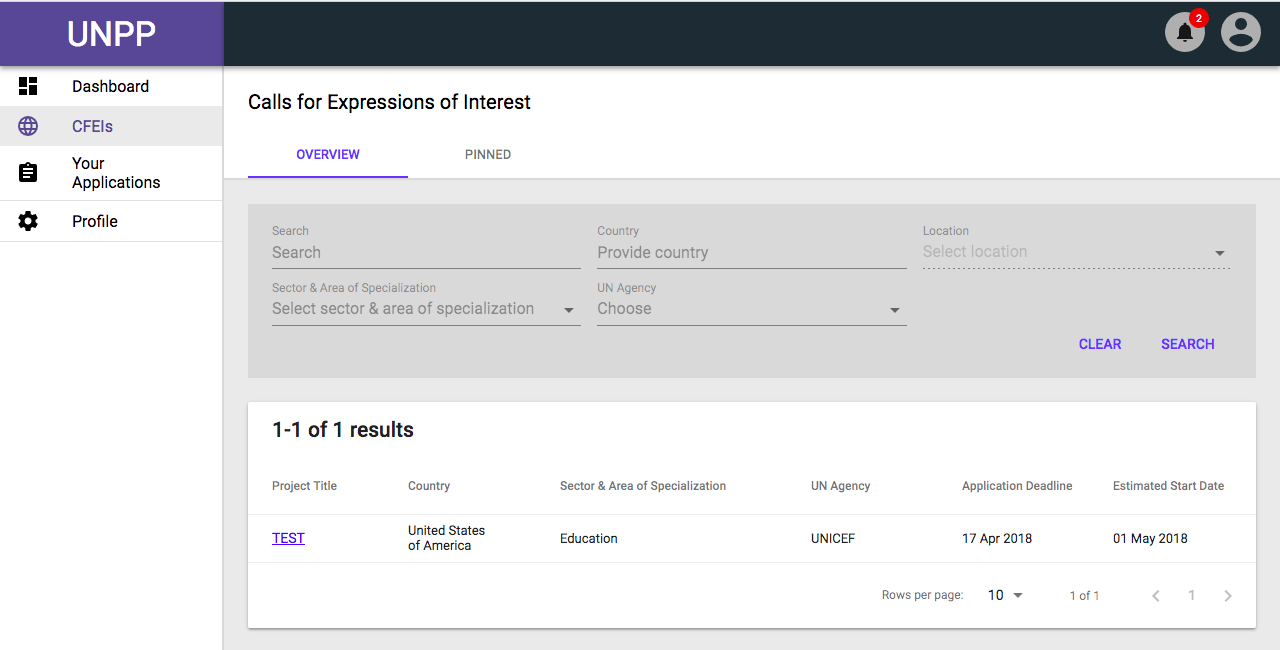 UNPP
2
Dashboard
CFEIs
Your
Applications
Profile
Calls for Expressions of Interest
OVERVIEW PINNED
Search Country Location
Search Provide country Select location
Sector & Area of Specialization UN Agency
Select sector & area of specialization Choose
CLEAR SEARCH
1-1 of 1 results
Project Title Country Sector & Area of Specialization UN Agency Application Deadline Estimated Start Date
TEST United States of America Education UNICEF 17 Apr 2018 01 May 2018
Rows per page: 10 1 of 1 1